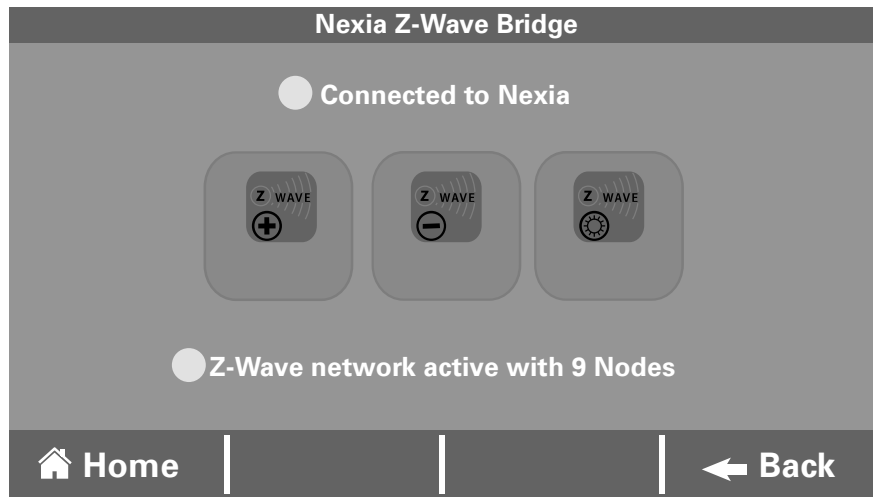 Nexia Z-Wave Bridge
Connected to Nexia
Z WAVE Z WAVE Z WAVE
Z-Wave network active with 9 Nodes
Home Back